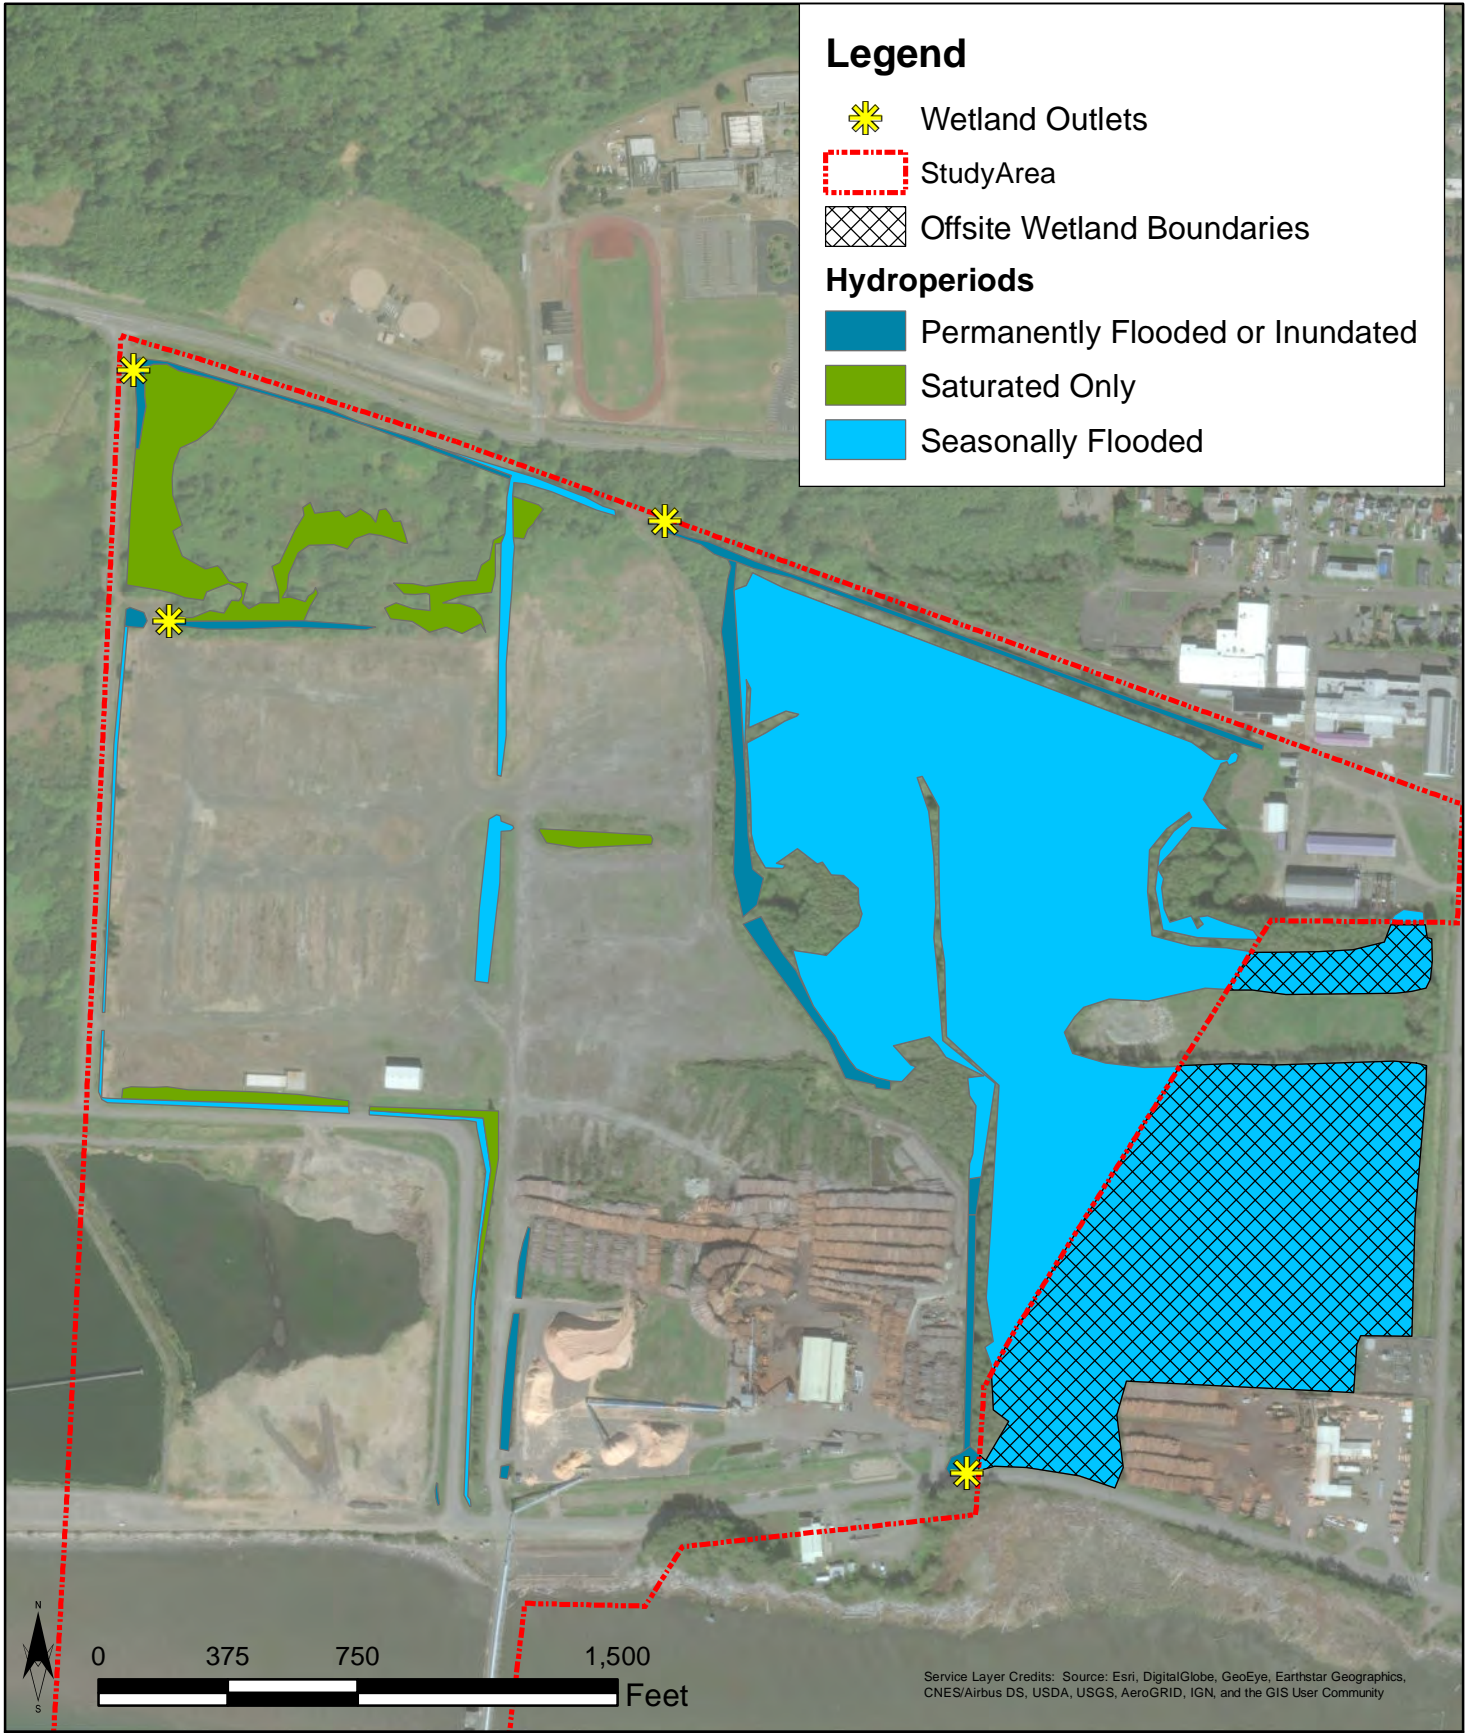 Legend
Wetland Outlets
StudyArea
Offsite Wetland Boundaries
Hydroperiods
Permanently Flooded or Inundated
Saturated Only
Seasonally Flooded
N
S
0 375 750 1,500
Feet
Service Layer Credits: Source: Esri, DigitalGlobe, GeoEye, Earthstar Geographics,
CNES/Airbus DS, USDA, USGS, AeroGRID, IGN, and the GIS User Community